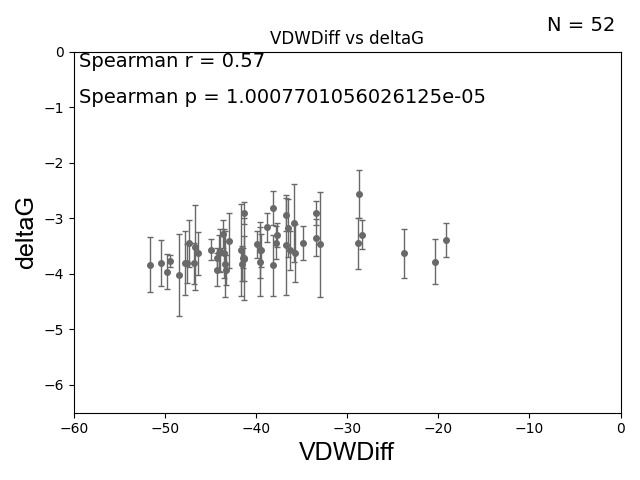 N = 52
VDWDiff vs deltaG
Spearman r = 0.57
Spearman p = 1.0007701056026125e-05
0
−1
−2
−3
−4
−5
−6
deltaG
−60 −50 −40 −30 −20 −10 0
VDWDiff